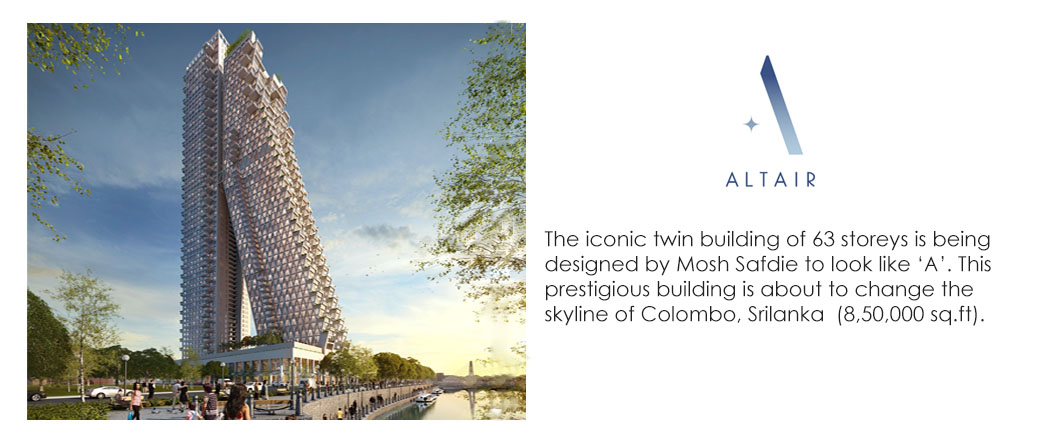 ALTAIR
The iconic twin building of 63 storeys is being
designed by Mosh Safdie to look like ‘A’. This
prestigious building is about to change the
skyline of Colombo, Srilanka  (8,50,000 sq.ft).